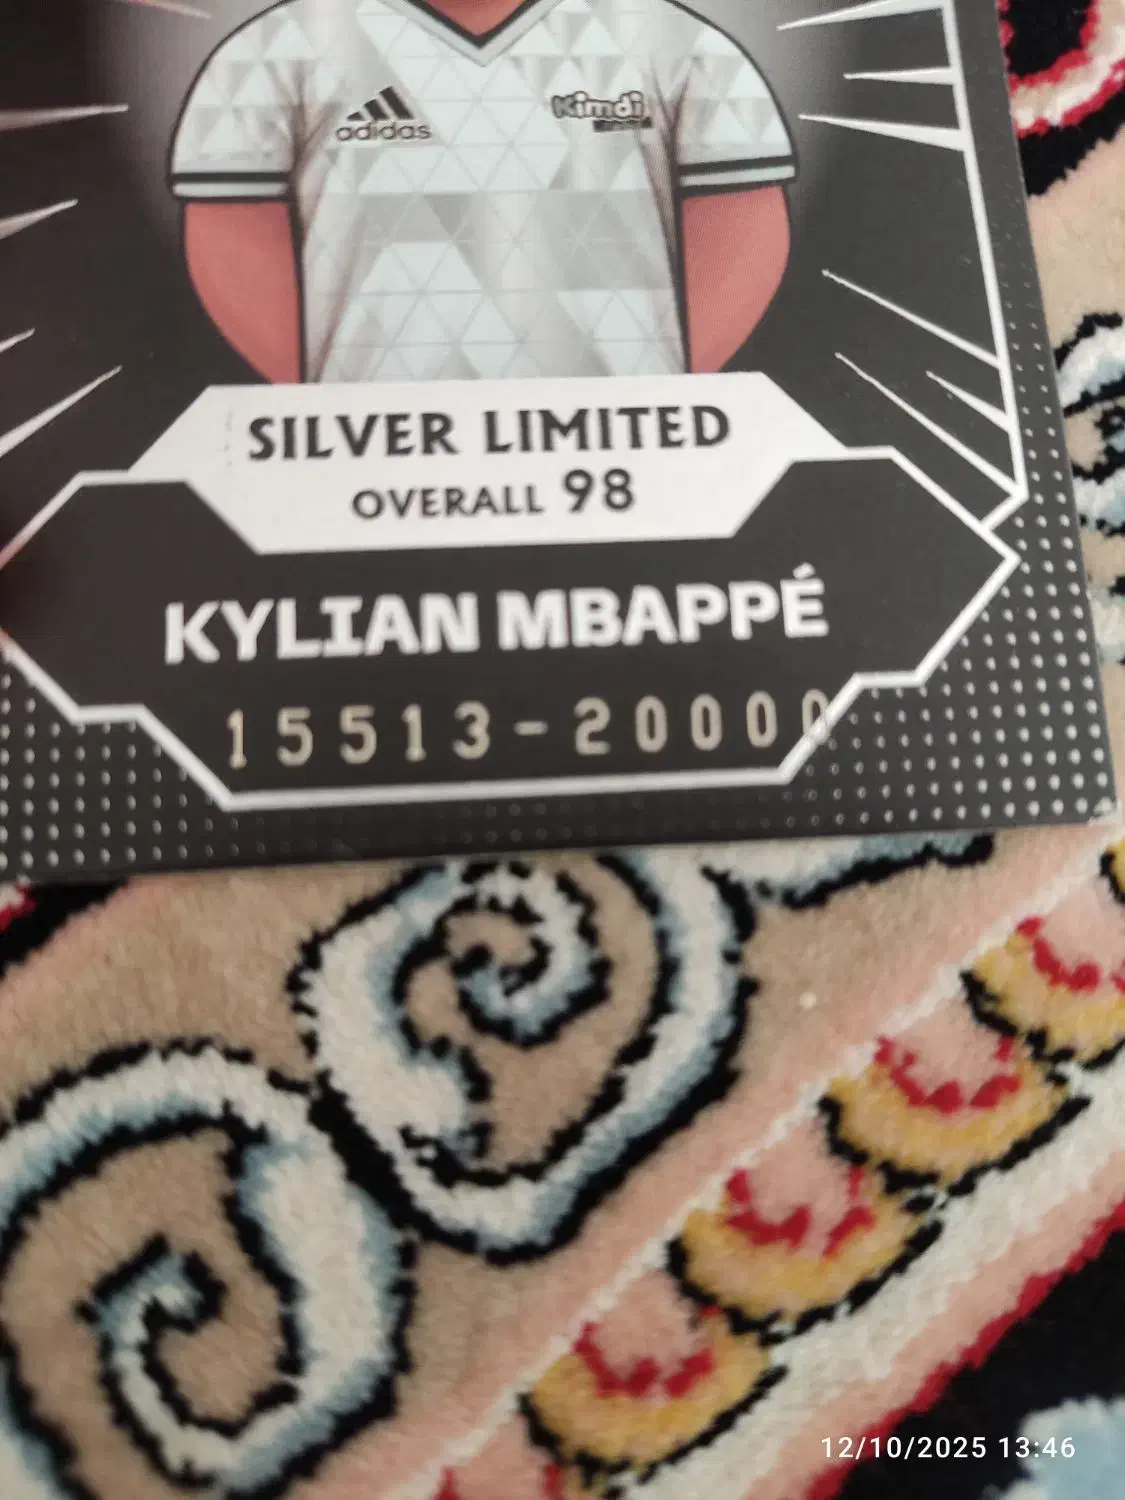 adidas
Kimdi
SILVER LIMITED
OVERALL 98
KYLIAN MBAPPÉ
15513-20000
12/10/2025 13:46